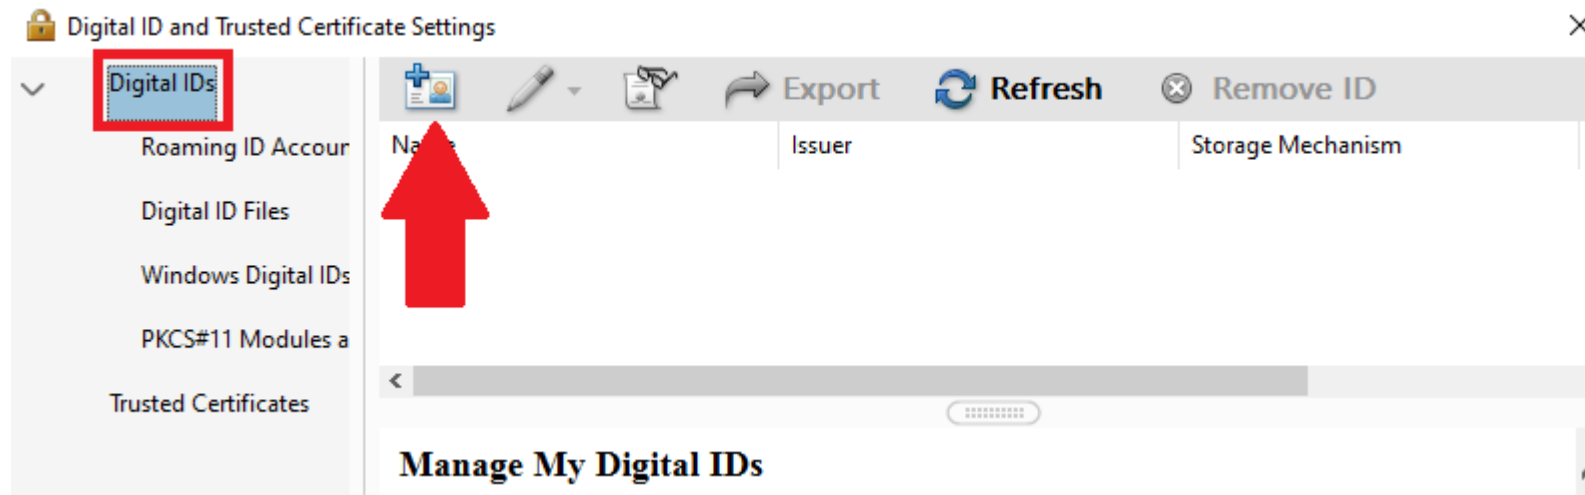 Digital ID and Trusted Certificate Settings
Digital IDs
Export
Refresh
Remove ID
Roaming ID Accour
Issuer
Storage Mechanism
Digital ID Files
Windows Digital IDs
PKCS#11 Modules a
Trusted Certificates
Manage My Digital IDs